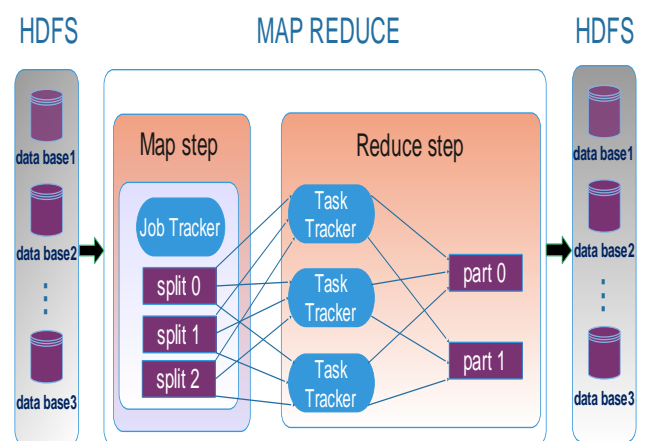 HDFS
MAP REDUCE
HDFS
data base1
data base2
data base3
Map step
Job Tracker
split 0
split 1
split 2
Reduce step
Task
Tracker
Task
Tracker
Task
Tracker
part 0
part 1
data base1
data base2
data base3